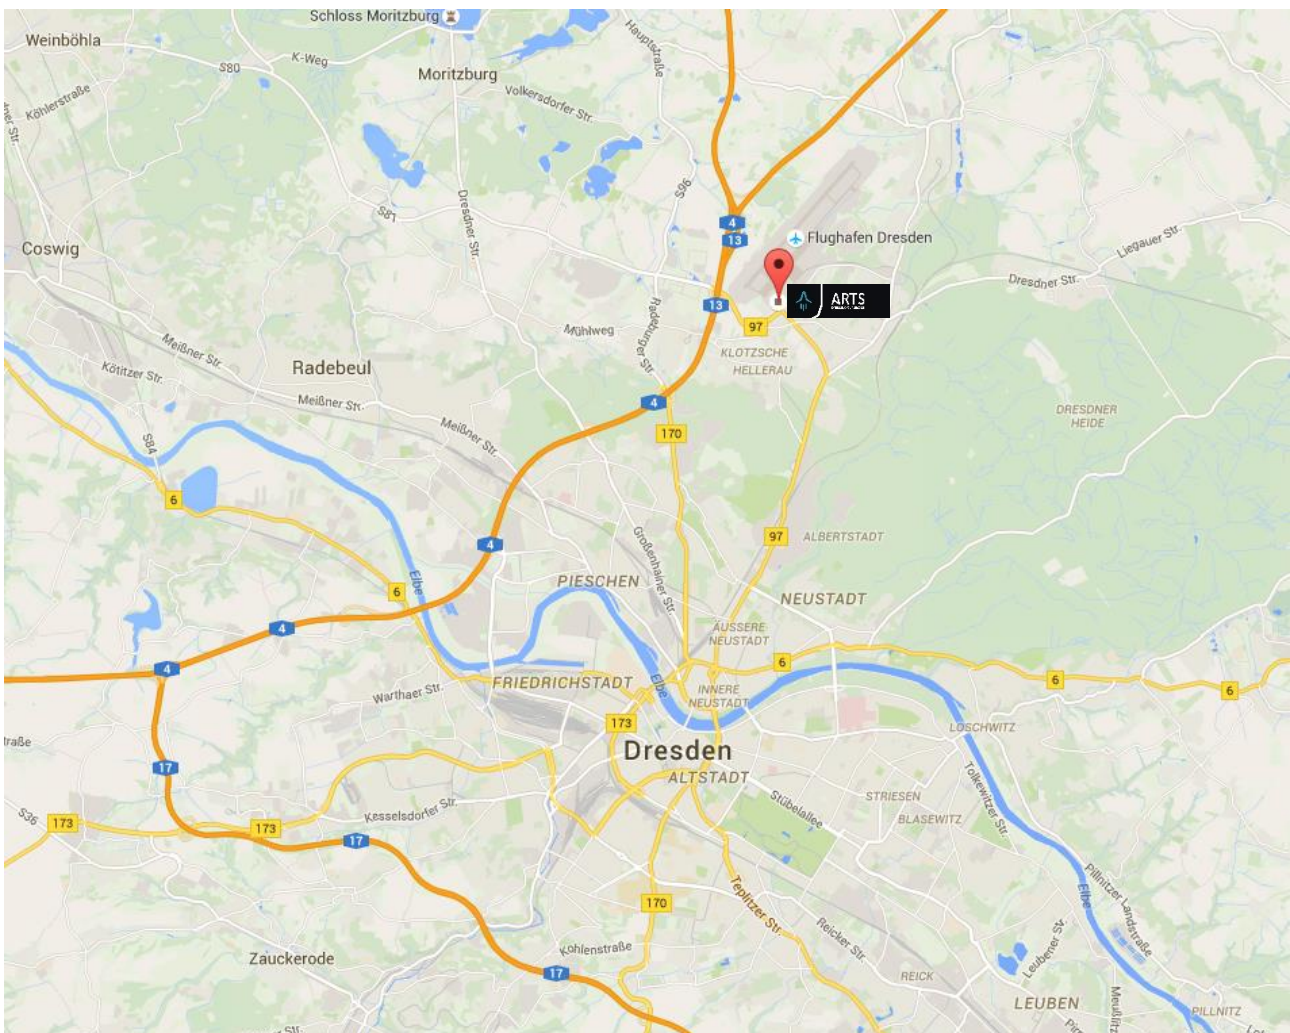 Schloss Moritzburg
Weinböhla
K-Weg
S80
Hauptstraße
Moritzburg
Volkersdorfer Str.
Köhlerstraße
S96
S81
Dresdner Str.
4
13
Flughafen Dresden
Liegauer Str.
Coswig
Dresdner Str.
ARTS
13
Radeburger Str.
97
Mühlweg
KLOTZSCHE
HELLERAU
Meißner Str.
Kötitzer Str.
Radebeul
Meißner Str.
4
DRESDNER
HEIDE
Meißner Str.
170
S84
6
Großenhainer Str.
97
ALBERTSTADT
4
Elbe
PIESCHEN
6
NEUSTADT
4
ÄUSSERE
NEUSTADT
4
6
6
6
Warthaer Str.
FRIEDRICHSTADT
Elbe
INNERE
NEUSTADT
173
LOSCHWITZ
traße
Dresden
17
ALTSTADT
Tolkewitzer Str.
Stübelallee
STRIESEN
BLASEWITZ
S36
173
173
Kesselsdorfer Str.
17
Teplitzer Str.
Elbe
Pillnitzer Landstraße
170
Reicker Str.
Zauckerode
Kohlenstraße
Leubener Str.
17
REICK
LEUBEN
PILLNITZ
Str.